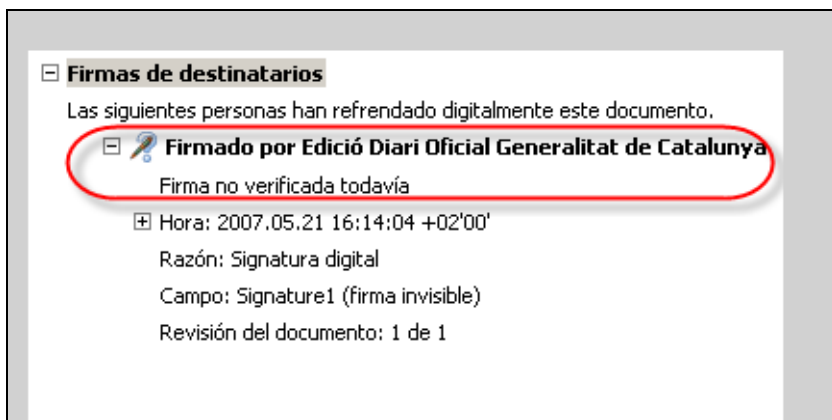 Firmas de destinatarios
Las siguientes personas han refrendado digitalmente este documento.
Firmado por Edició Diari Oficial Generalitat de Catalunya
Firma no verificada todavía
Hora: 2007.05.21 16:14:04 +02'00'
Razón: Signatura digital
Campo: Signature1 (firma invisible)
Revisión del documento: 1 de 1